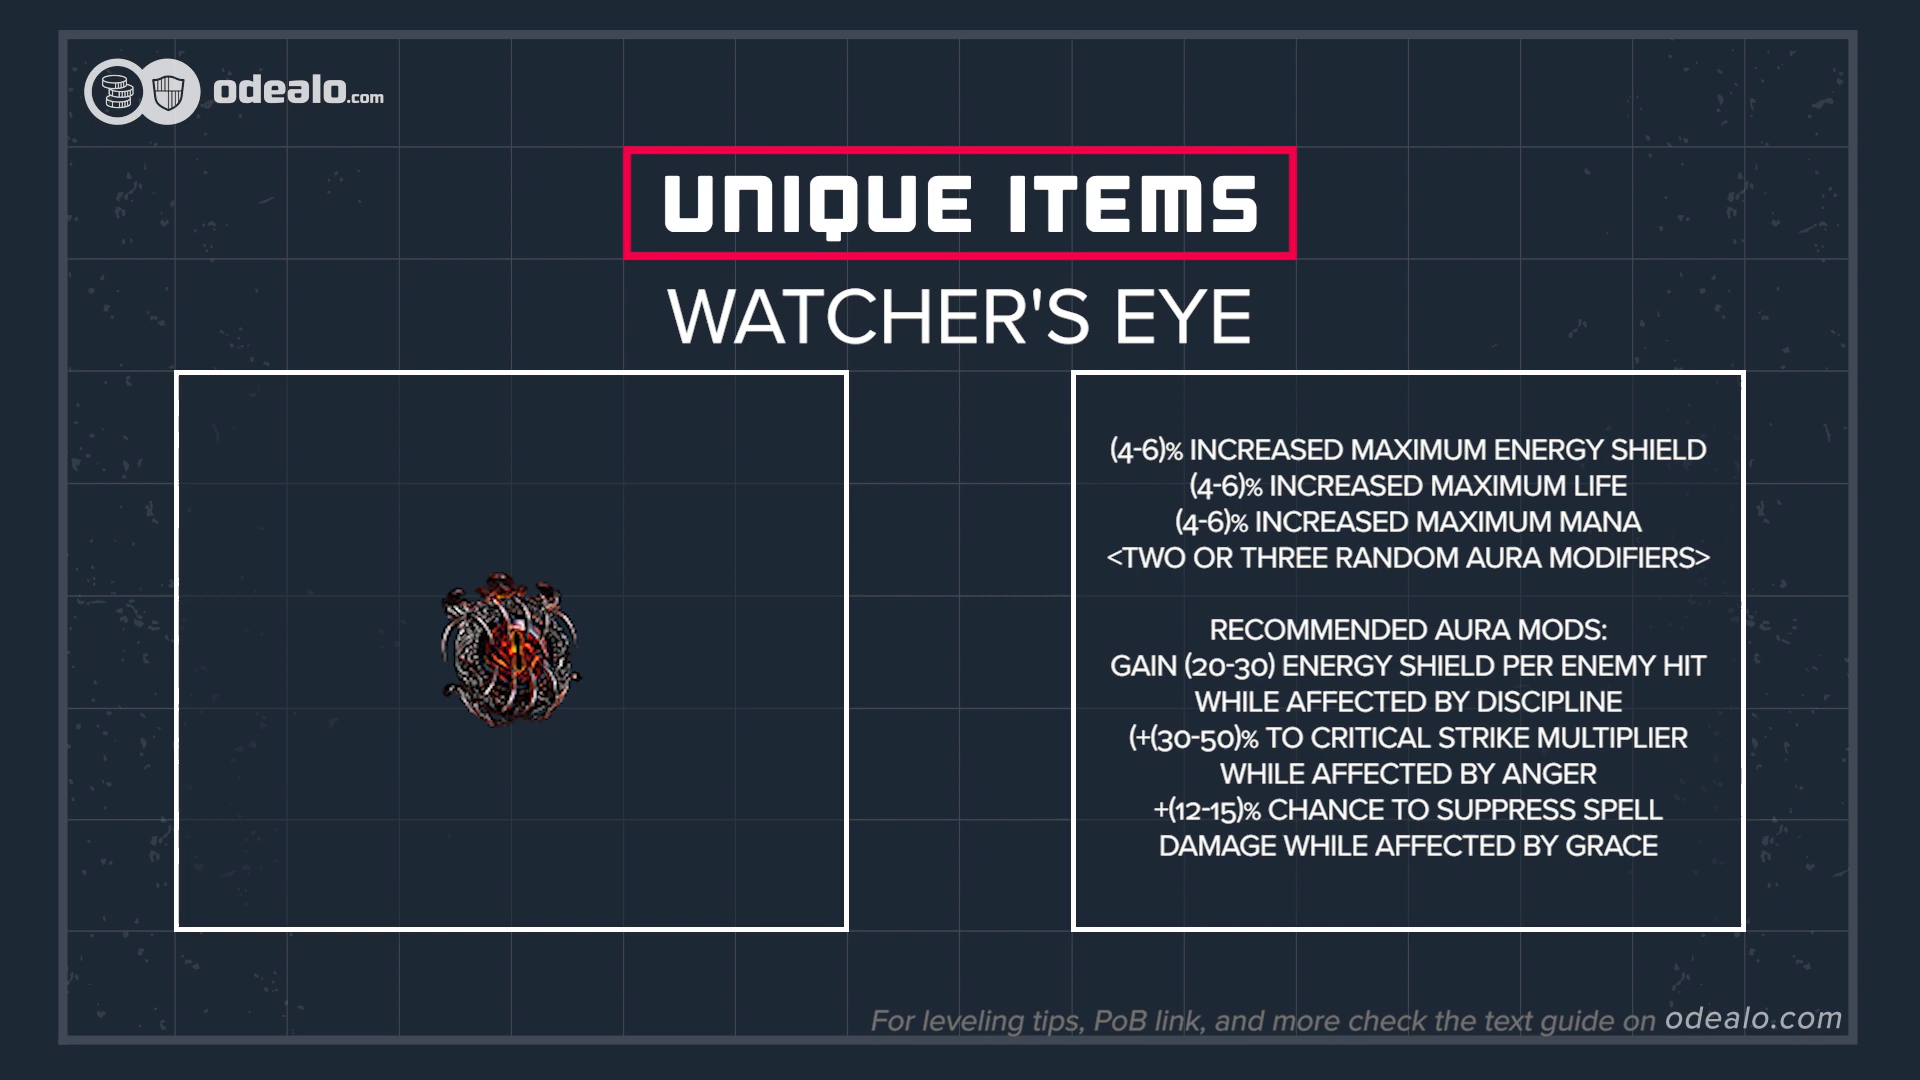 odealo.com
UNIQUE ITEMS
WATCHER'S EYE
(4-6)% INCREASED MAXIMUM ENERGY SHIELD
(4-6)% INCREASED MAXIMUM LIFE
(4-6)% INCREASED MAXIMUM MANA
<TWO OR THREE RANDOM AURA MODIFIERS>
RECOMMENDED AURA MODS:
GAIN (20-30) ENERGY SHIELD PER ENEMY HIT
WHILE AFFECTED BY DISCIPLINE
(+(30-50)% TO CRITICAL STRIKE MULTIPLIER
WHILE AFFECTED BY ANGER
+(12-15)% CHANCE TO SUPPRESS SPELL
DAMAGE WHILE AFFECTED BY GRACE
For leveling tips, PoB link, and more check the text guide on odealo.com